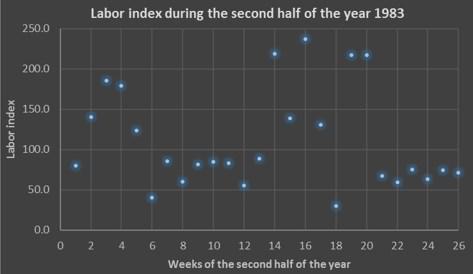 Labor index during the second half of the year 1983
250.0
200.0
150.0
100.0
50.0
0.0
Labor index
0 2 4 6 8 10 12 14 16 18 20 22 24 26
Weeks of the second half of the year